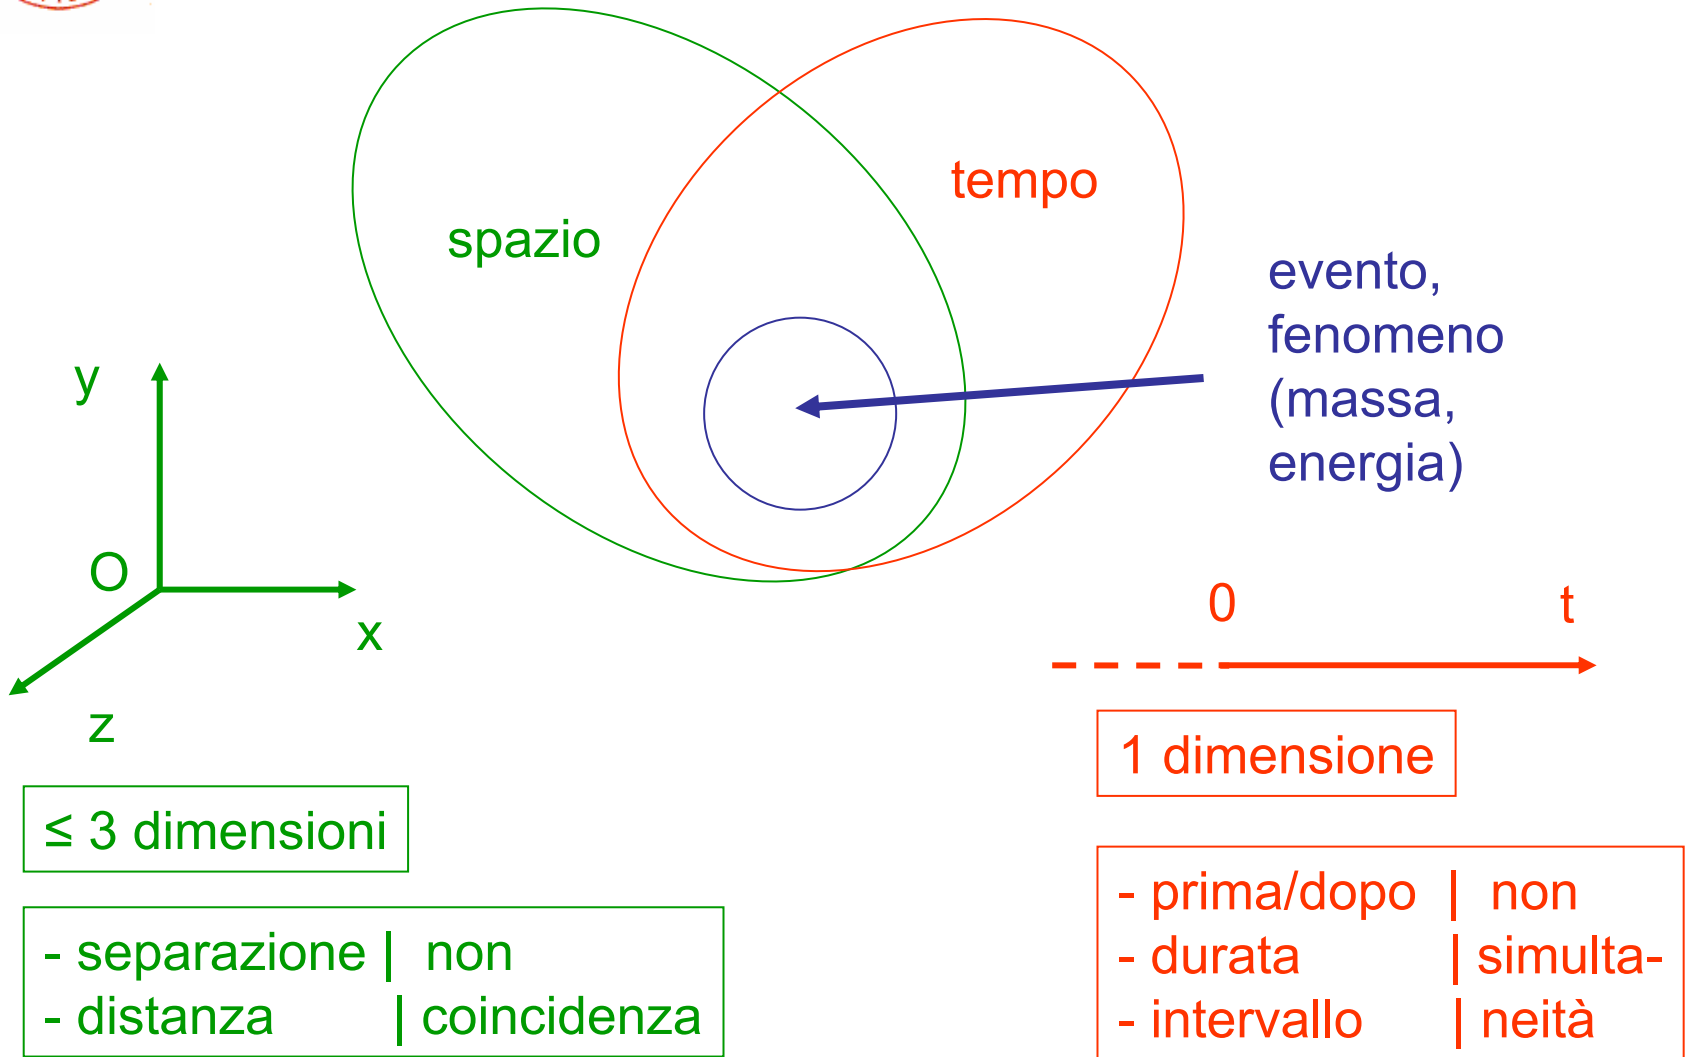 spazio
tempo
evento,
fenomeno
(massa,
energia)
y
O
x
z
0
t
≤ 3 dimensioni
- separazione | non
- distanza | coincidenza
1 dimensione
- prima/dopo | non
- durata | simulta-
- intervallo | neità